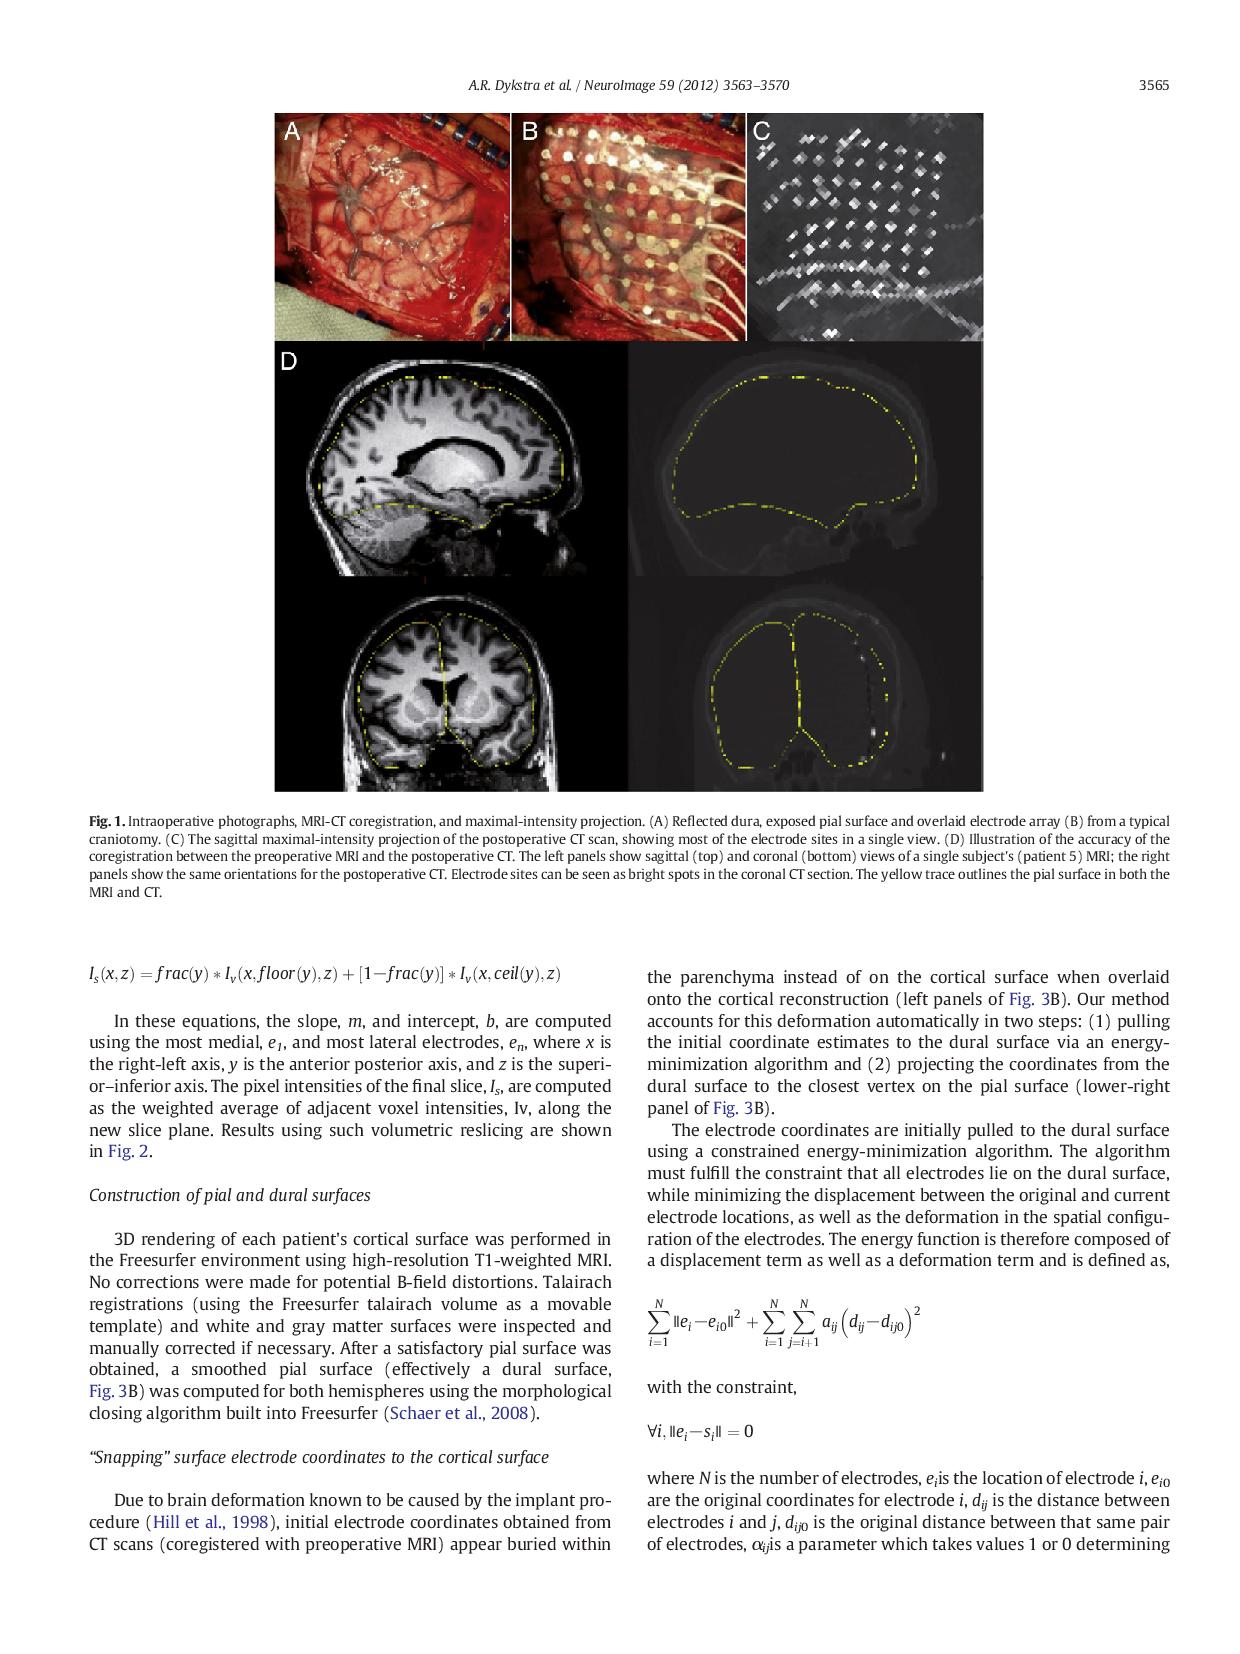 A.R. Dykstra et al. / NeuroImage 59 (2012) 3563–3570
3565
A
B
C
D
Fig. 1. Intraoperative photographs, MRI-CT coregistration, and maximal-intensity projection. (A) Reflected dura, exposed pial surface and overlaid electrode array (B) from a typical
craniotomy. (C) The sagittal maximal-intensity projection of the postoperative CT scan, showing most of the electrode sites in a single view. (D) Illustration of the accuracy of the
coregistration between the preoperative MRI and the postoperative CT. The left panels show sagittal (top) and coronal (bottom) views of a single subject's (patient 5) MRI; the right
panels show the same orientations for the postoperative CT. Electrode sites can be seen as bright spots in the coronal CT section. The yellow trace outlines the pial surface in both the
MRI and CT.
I_s(x, z) = frac(y) ∗ I_v(x, floor(y), z) + [1−frac(y)] ∗ I_v(x, ceil(y), z)
In these equations, the slope, m, and intercept, b, are computed
using the most medial, e_1, and most lateral electrodes, e_n, where x is
the right-left axis, y is the anterior posterior axis, and z is the superi-
or–inferior axis. The pixel intensities of the final slice, I_s, are computed
as the weighted average of adjacent voxel intensities, Iv, along the
new slice plane. Results using such volumetric reslicing are shown
in Fig. 2.
Construction of pial and dural surfaces
3D rendering of each patient's cortical surface was performed in
the Freesurfer environment using high-resolution T1-weighted MRI.
No corrections were made for potential B-field distortions. Talairach
registrations (using the Freesurfer talairach volume as a movable
template) and white and gray matter surfaces were inspected and
manually corrected if necessary. After a satisfactory pial surface was
obtained, a smoothed pial surface (effectively a dural surface,
Fig. 3B) was computed for both hemispheres using the morphological
closing algorithm built into Freesurfer (Schaer et al., 2008).
“Snapping” surface electrode coordinates to the cortical surface
Due to brain deformation known to be caused by the implant pro-
cedure (Hill et al., 1998), initial electrode coordinates obtained from
CT scans (coregistered with preoperative MRI) appear buried within
the parenchyma instead of on the cortical surface when overlaid
onto the cortical reconstruction (left panels of Fig. 3B). Our method
accounts for this deformation automatically in two steps: (1) pulling
the initial coordinate estimates to the dural surface via an energy-
minimization algorithm and (2) projecting the coordinates from the
dural surface to the closest vertex on the pial surface (lower-right
panel of Fig. 3B).
The electrode coordinates are initially pulled to the dural surface
using a constrained energy-minimization algorithm. The algorithm
must fulfill the constraint that all electrodes lie on the dural surface,
while minimizing the displacement between the original and current
electrode locations, as well as the deformation in the spatial configu-
ration of the electrodes. The energy function is therefore composed of
a displacement term as well as a deformation term and is defined as,
∑_{i=1}^{N} ‖e_i−e_{i0}‖^2 + ∑_{i=1}^{N} ∑_{j=i+1}^{N} a_{ij} (d_{ij}−d_{ij0})^2
with the constraint,
∀i, ‖e_i−s_i‖ = 0
where N is the number of electrodes, e_i is the location of electrode i, e_{i0}
are the original coordinates for electrode i, d_{ij} is the distance between
electrodes i and j, d_{ij0} is the original distance between that same pair
of electrodes, α_{ij} is a parameter which takes values 1 or 0 determining